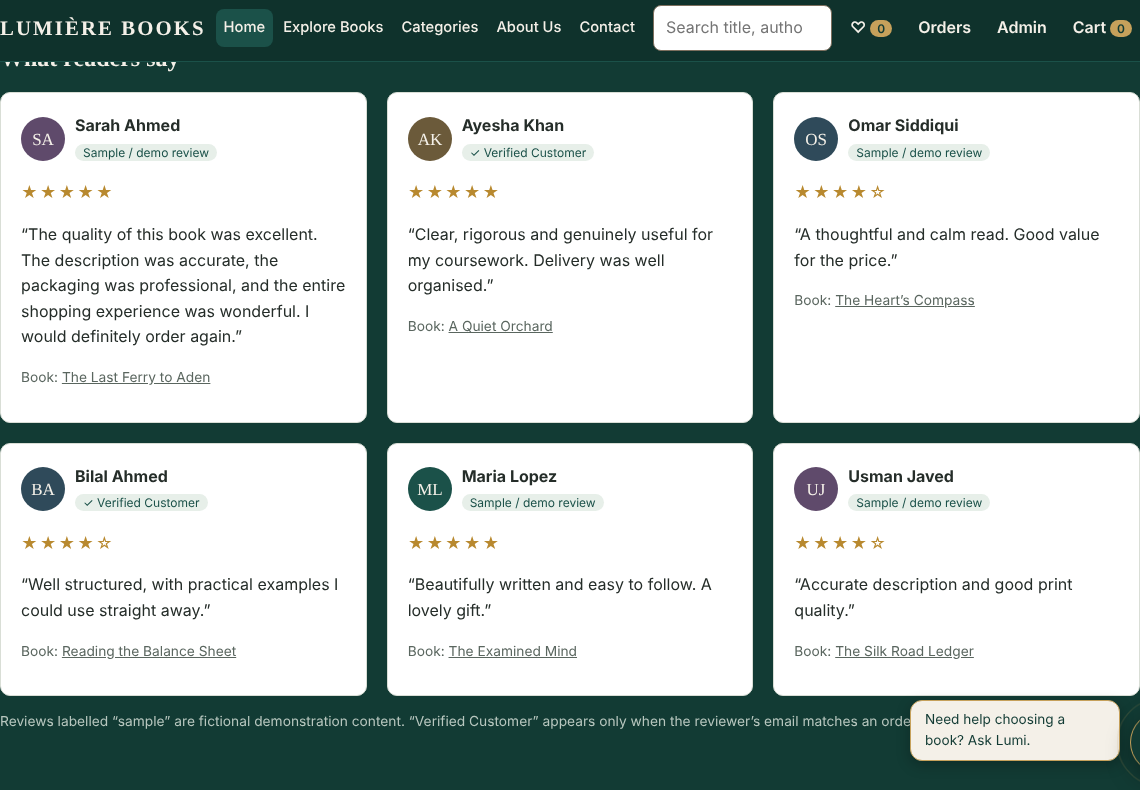 LUMIÈRE BOOKS Home Explore Books Categories About Us Contact Search title, autho ♡ 0 Orders Admin Cart 0
What readers say
SA Sarah Ahmed
Sample / demo review
★★★★★
“The quality of this book was excellent.
The description was accurate, the
packaging was professional, and the entire
shopping experience was wonderful. I
would definitely order again.”
Book: The Last Ferry to Aden
AK Ayesha Khan
✓ Verified Customer
★★★★★
“Clear, rigorous and genuinely useful for
my coursework. Delivery was well
organised.”
Book: A Quiet Orchard
OS Omar Siddiqui
Sample / demo review
★★★★☆
“A thoughtful and calm read. Good value
for the price.”
Book: The Heart’s Compass
BA Bilal Ahmed
✓ Verified Customer
★★★★☆
“Well structured, with practical examples I
could use straight away.”
Book: Reading the Balance Sheet
ML Maria Lopez
Sample / demo review
★★★★★
“Beautifully written and easy to follow. A
lovely gift.”
Book: The Examined Mind
UJ Usman Javed
Sample / demo review
★★★★☆
“Accurate description and good print
quality.”
Book: The Silk Road Ledger
Reviews labelled “sample” are fictional demonstration content. “Verified Customer” appears only when the reviewer’s email matches an orde
Need help choosing a
book? Ask Lumi.